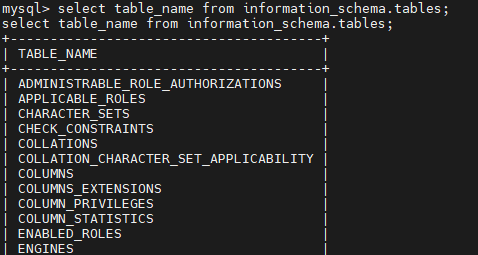 mysql> select table_name from information_schema.tables;
select table_name from information_schema.tables;
+---------------------------------------+
| TABLE_NAME                            |
+---------------------------------------+
| ADMINISTRABLE_ROLE_AUTHORIZATIONS     |
| APPLICABLE_ROLES                      |
| CHARACTER_SETS                        |
| CHECK_CONSTRAINTS                     |
| COLLATIONS                            |
| COLLATION_CHARACTER_SET_APPLICABILITY |
| COLUMNS                               |
| COLUMNS_EXTENSIONS                    |
| COLUMN_PRIVILEGES                     |
| COLUMN_STATISTICS                     |
| ENABLED_ROLES                         |
| ENGINES                               |